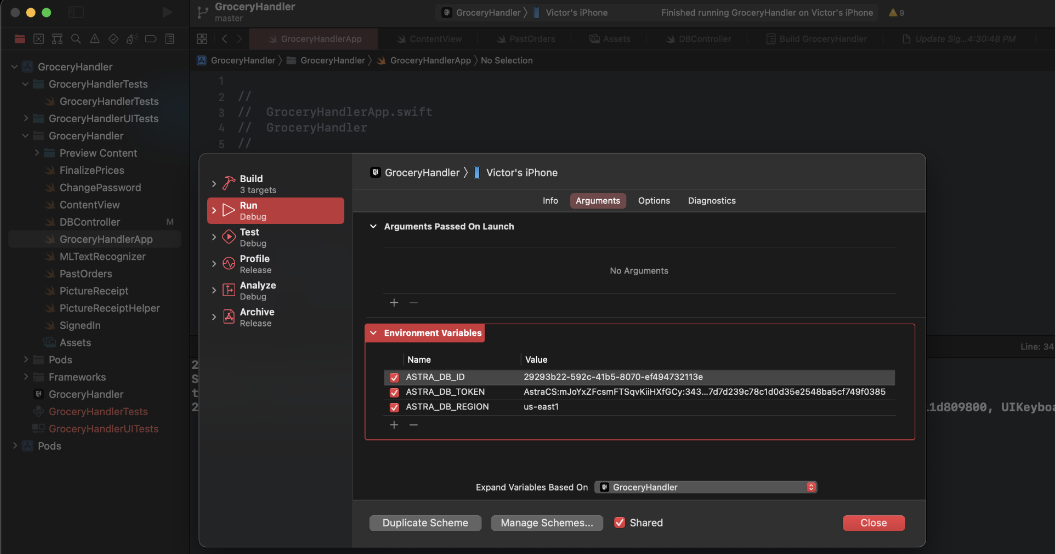 GroceryHandler
master
GroceryHandler 〉 Victor's iPhone
Finished running GroceryHandler on Victor's iPhone
9
GroceryHandlerApp
ContentView
PastOrders
Assets
DBController
Build GroceryHandler
Update Sig...4:30:48 PM
GroceryHandler 〉 GroceryHandler 〉 GroceryHandlerApp 〉 No Selection
GroceryHandler
GroceryHandlerTests
GroceryHandlerTests
GroceryHandlerUITests
GroceryHandler
Preview Content
FinalizePrices
ChangePassword
ContentView
DBController M
GroceryHandlerApp
MLTextRecognizer
PastOrders
PictureReceipt
PictureReceiptHelper
SignedIn
Assets
Pods
Frameworks
GroceryHandler
GroceryHandlerTests
GroceryHandlerUITests
Pods
1
2 //
3 // GroceryHandlerApp.swift
4 // GroceryHandler
5 //
Build
3 targets
Run
Debug
Test
Debug
Profile
Release
Analyze
Debug
Archive
Release
GroceryHandler 〉 Victor's iPhone
Info Arguments Options Diagnostics
Arguments Passed On Launch
No Arguments
Environment Variables
Name Value
ASTRA_DB_ID 29293b22-592c-41b5-8070-ef494732113e
ASTRA_DB_TOKEN AstraCS:mJoYxZFcsmFTSqvKiiHXfGCy:343...7d7d239c78c1d0d35e2548ba5cf749f0385
ASTRA_DB_REGION us-east1
Expand Variables Based On GroceryHandler
Duplicate Scheme Manage Schemes... Shared Close
Line: 34
2
S
t
2
1d809800, UIKeyboa